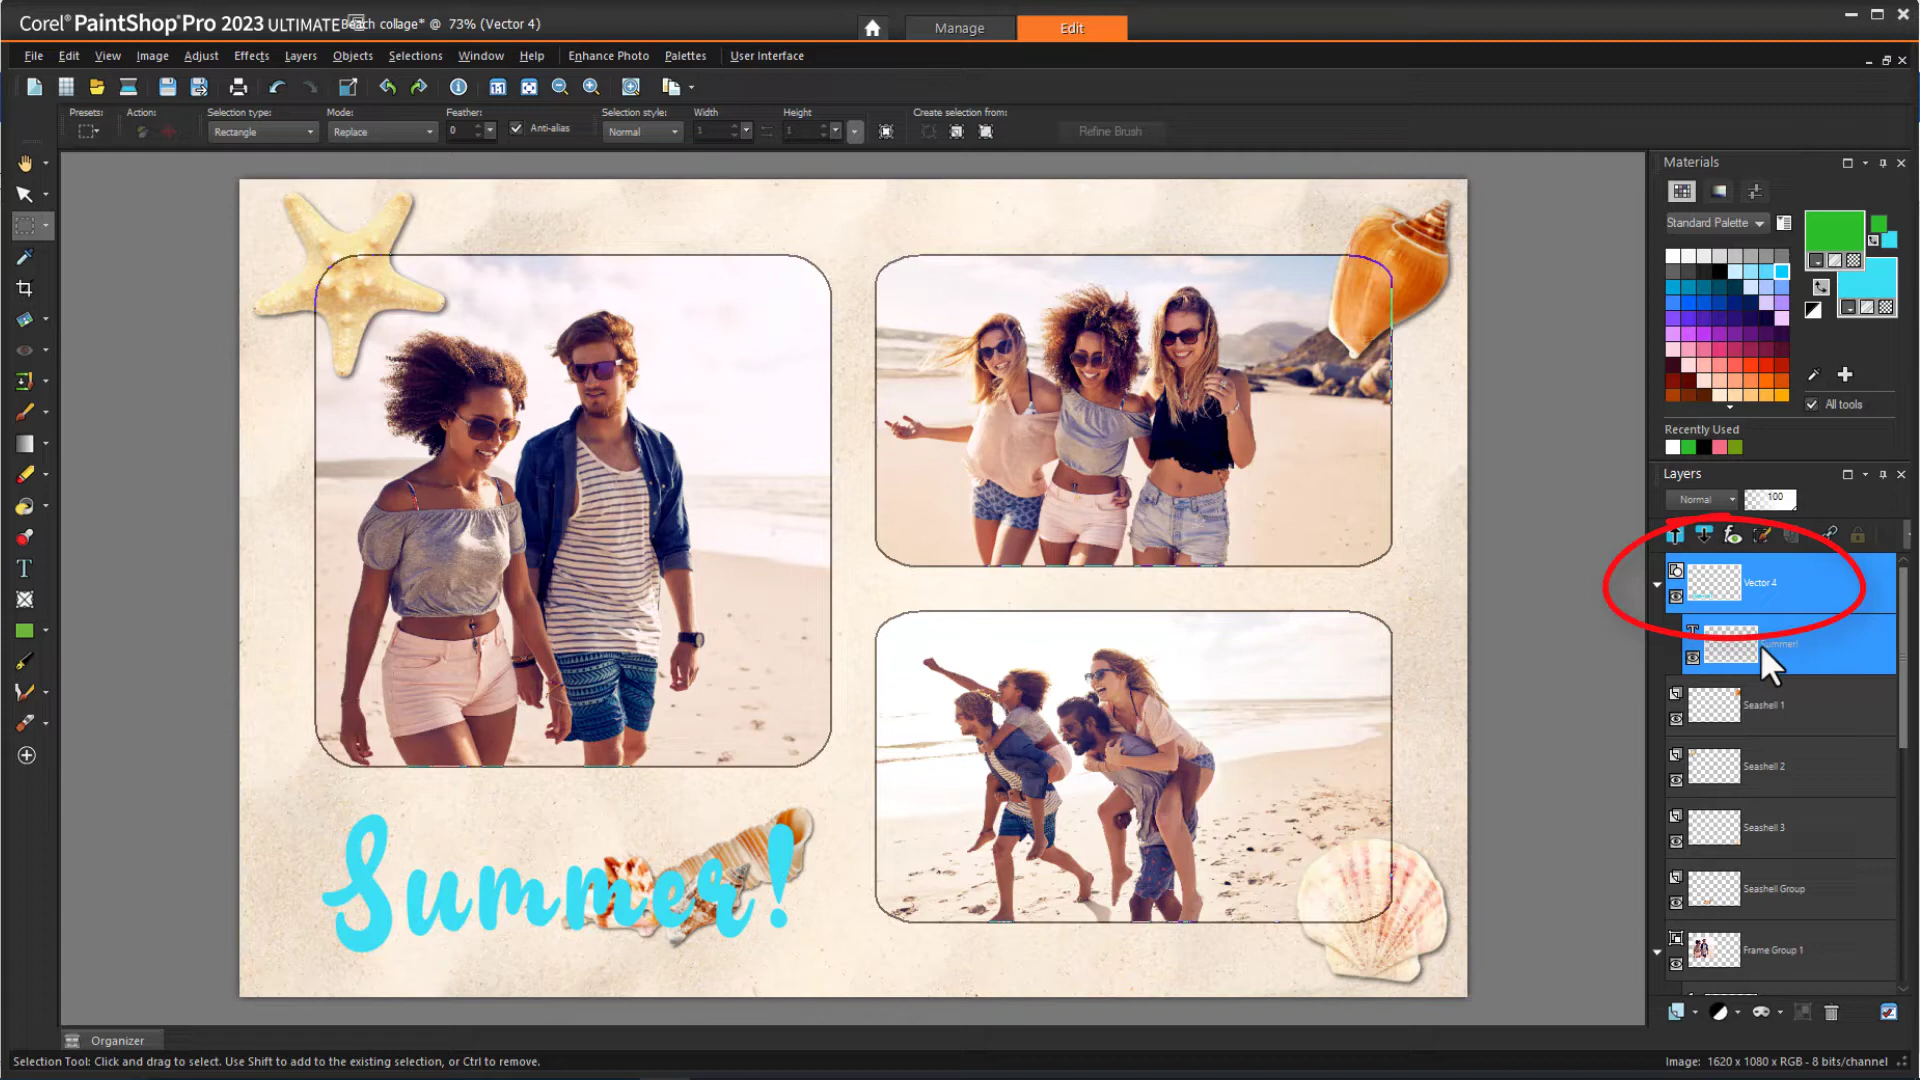 Corel® PaintShop® Pro 2023 ULTIMATE Beach collage* @ 73% (Vector 4)
Manage
Edit
File Edit View Image Adjust Effects Layers Objects Selections Window Help Enhance Photo Palettes User Interface
Presets: Action: Selection type: Mode: Feather: Selection style: Width Height Create selection from:
Rectangle Replace 0 Anti-alias Normal 1 1 Refine Brush
Materials
Standard Palette
All tools
Recently Used
Layers
Normal 100
Vector 4
Summer!
Seashell 1
Seashell 2
Seashell 3
Seashell Group
Frame Group 1
Summer!
Organizer
Selection Tool: Click and drag to select. Use Shift to add to the existing selection, or Ctrl to remove.
Image: 1620 x 1080 x RGB - 8 bits/channel